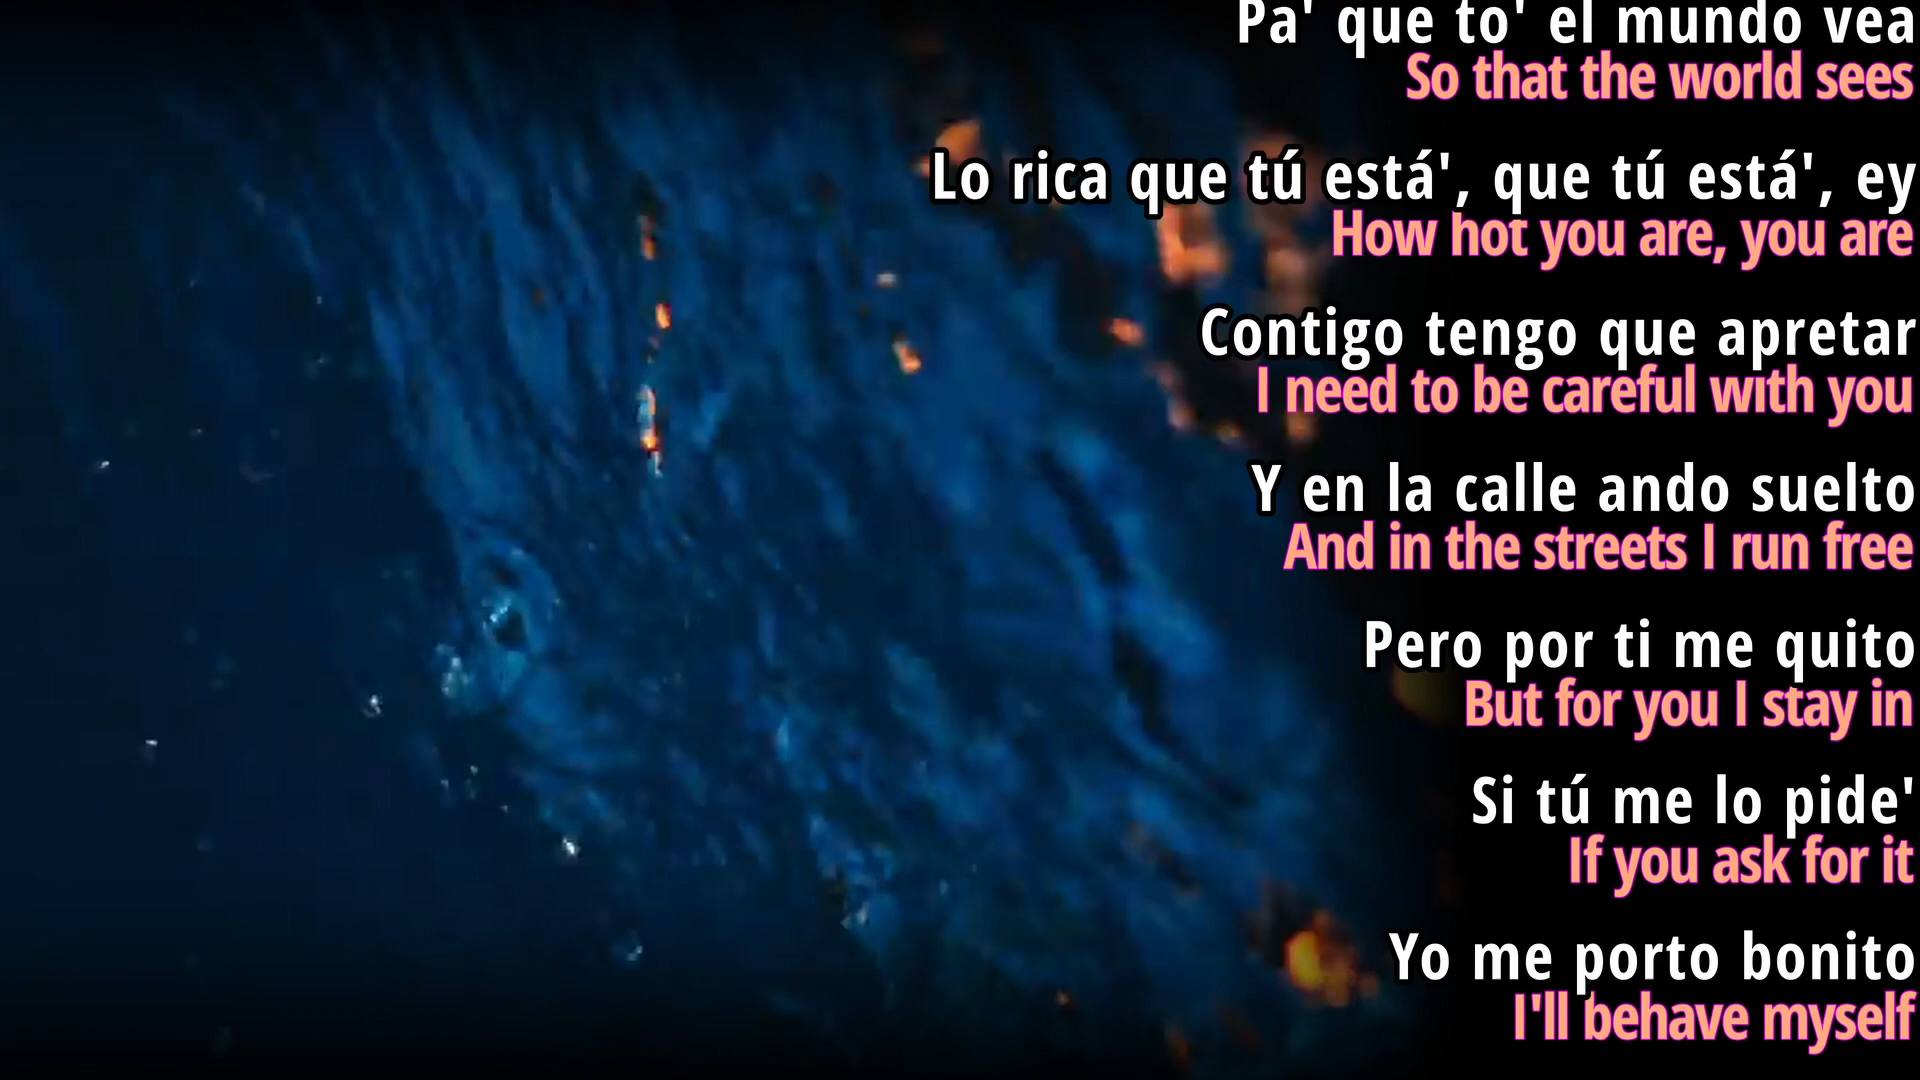 Pa' que to' el mundo vea
So that the world sees
Lo rica que tú está', que tú está', ey
How hot you are, you are
Contigo tengo que apretar
I need to be careful with you
Y en la calle ando suelto
And in the streets I run free
Pero por ti me quito
But for you I stay in
Si tú me lo pide'
If you ask for it
Yo me porto bonito
I'll behave myself